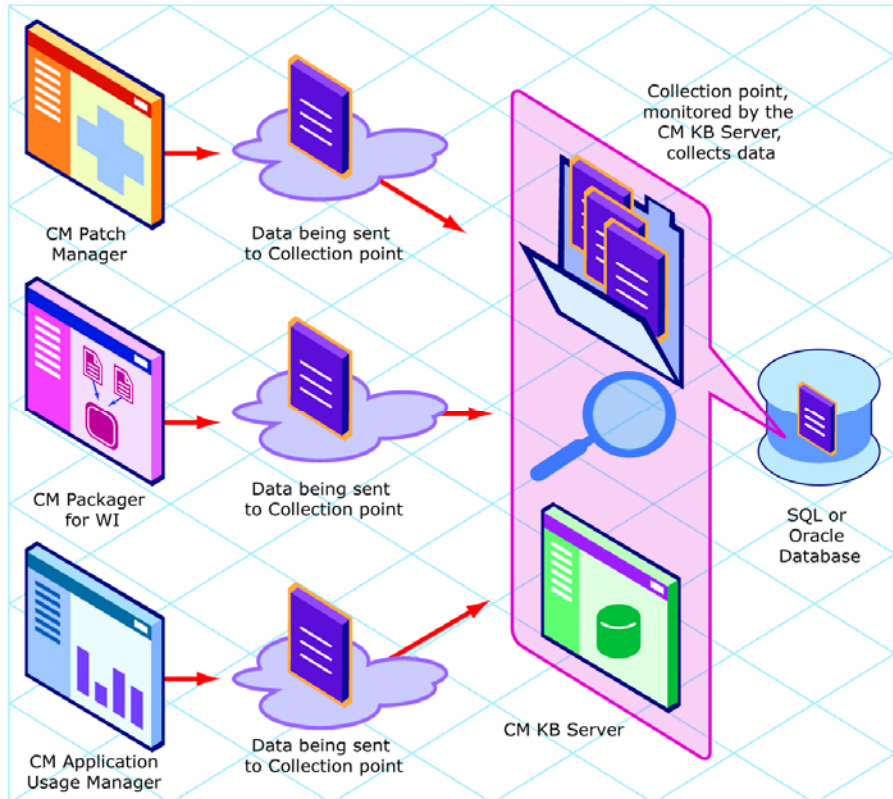 Collection point,
monitored by the
CM KB Server,
collects data
CM Patch
Manager
Data being sent
to Collection point
CM Packager
for WI
Data being sent
to Collection point
SQL or
Oracle
Database
CM KB Server
CM Application
Usage Manager
Data being sent
to Collection point